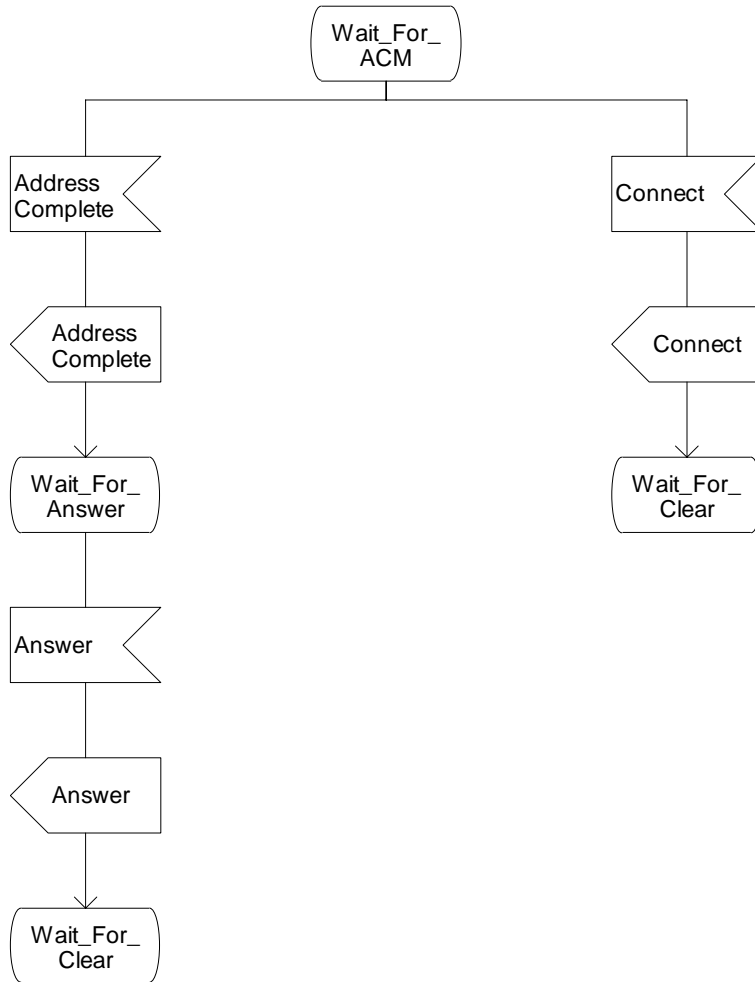 Wait_For_
ACM
Address
Complete
Connect
Address
Complete
Connect
Wait_For_
Answer
Wait_For_
Clear
Answer
Answer
Wait_For_
Clear